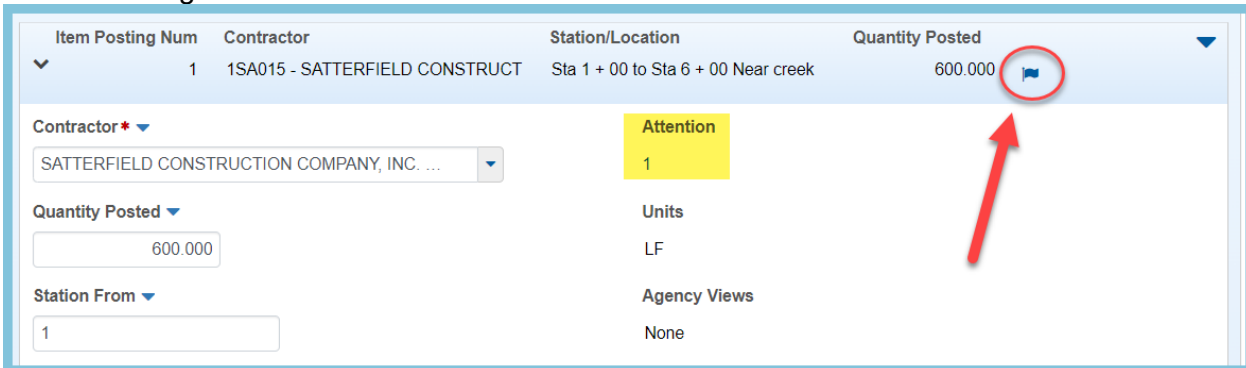 Item Posting Num Contractor Station/Location Quantity Posted
1 1SA015 - SATTERFIELD CONSTRUCT Sta 1 + 00 to Sta 6 + 00 Near creek 600.000
Contractor* Attention
SATTERFIELD CONSTRUCTION COMPANY, INC. ... 1
Quantity Posted Units
600.000 LF
Station From Agency Views
1 None